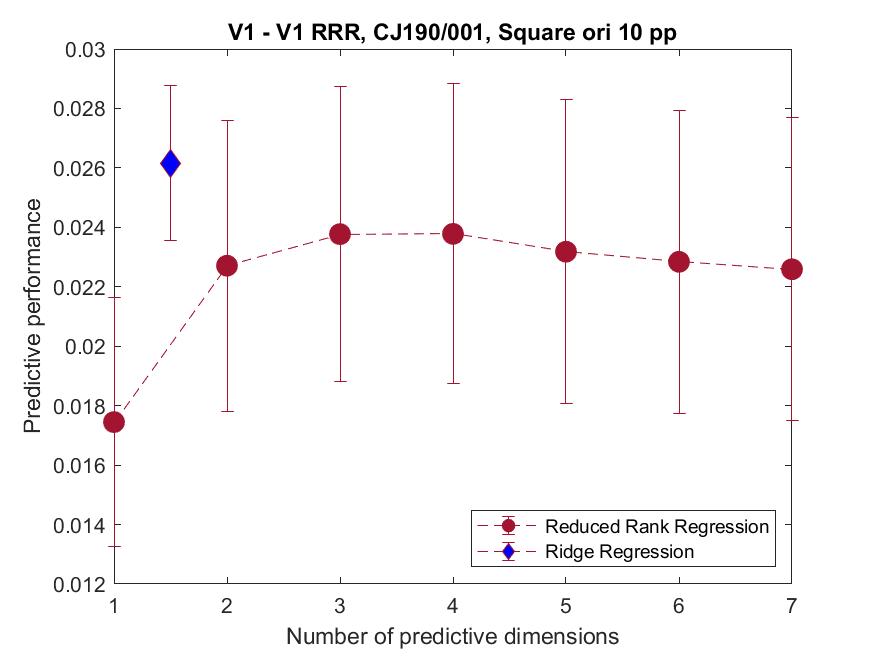 V1 - V1 RRR, CJ190/001, Square ori 10 pp
0.03
0.028
0.026
0.024
0.022
0.02
0.018
0.016
0.014
0.012
Predictive performance
1 2 3 4 5 6 7
Number of predictive dimensions
Reduced Rank Regression
Ridge Regression